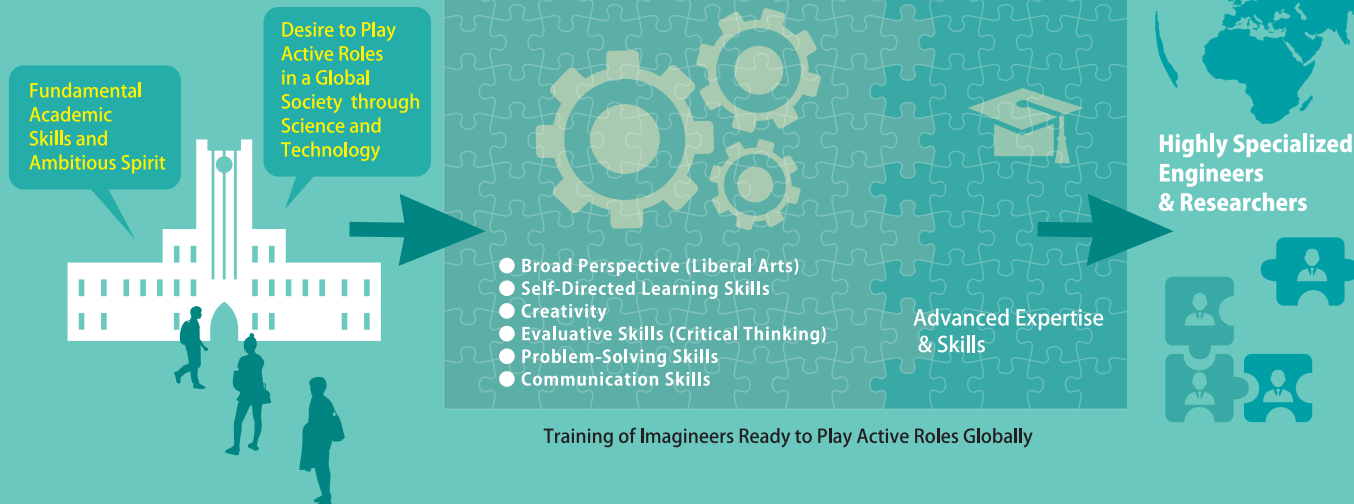 Fundamental
Academic
Skills and
Ambitious Spirit
Desire to Play
Active Roles
in a Global
Society through
Science and
Technology
● Broad Perspective (Liberal Arts)
● Self-Directed Learning Skills
● Creativity
● Evaluative Skills (Critical Thinking)
● Problem-Solving Skills
● Communication Skills
Advanced Expertise
& Skills
Highly Specialized
Engineers
& Researchers
Training of Imagineers Ready to Play Active Roles Globally